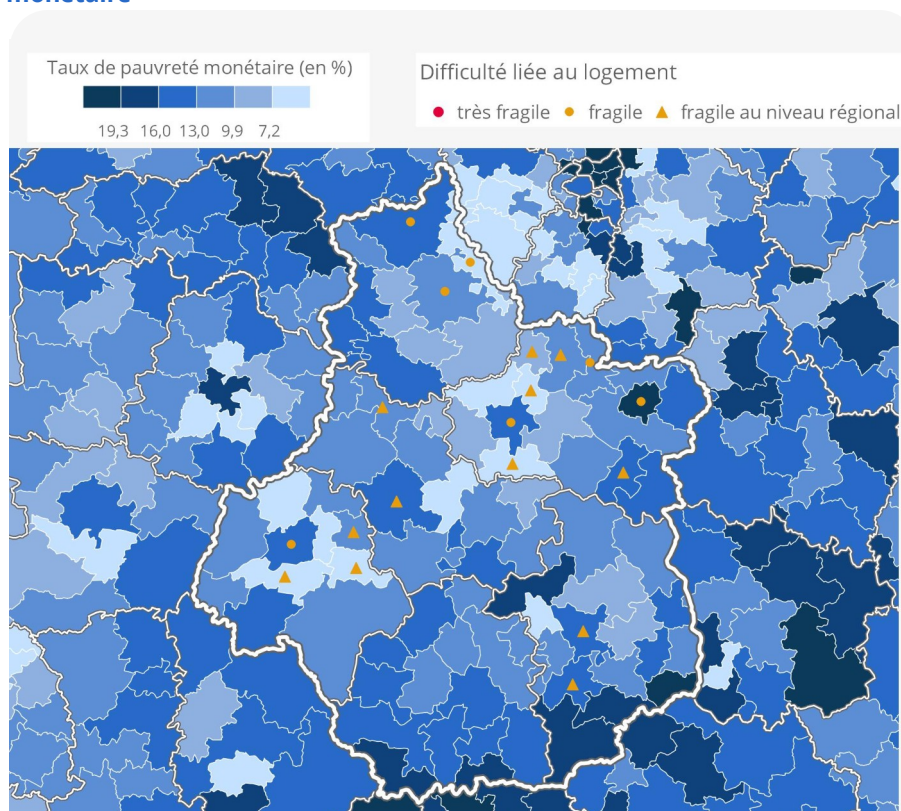 monétaire
Taux de pauvreté monétaire (en %)
19,3 16,0 13,0 9,9 7,2
Difficulté liée au logement
très fragile fragile fragile au niveau régional